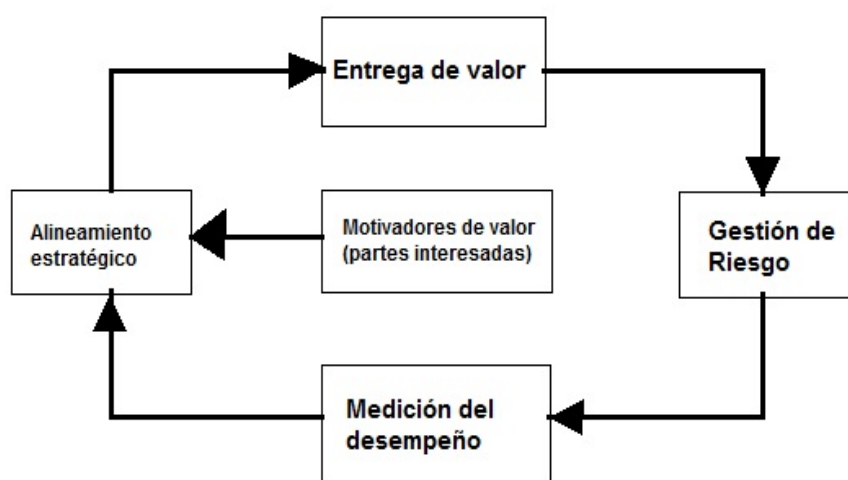 Entrega de valor
Alineamiento
estratégico
Motivadores de valor
(partes interesadas)
Gestión de
Riesgo
Medición del
desempeño